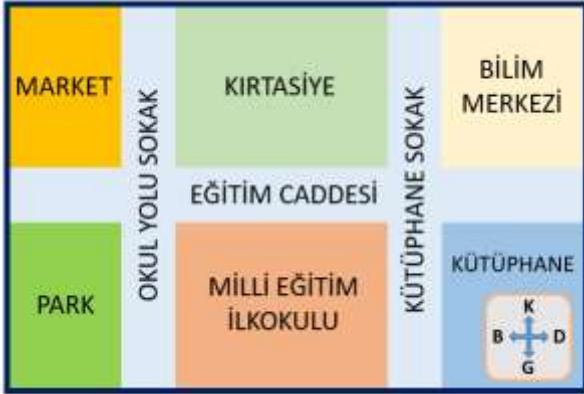 MARKET
OKUL YOLU SOKAK
KIRTASİYE
KÜTÜPHANE SOKAK
BİLİM
MERKEZİ
EĞİTİM CADDESİ
PARK
MİLLİ EĞİTİM
İLKOKULU
KÜTÜPHANE
K
B D
G